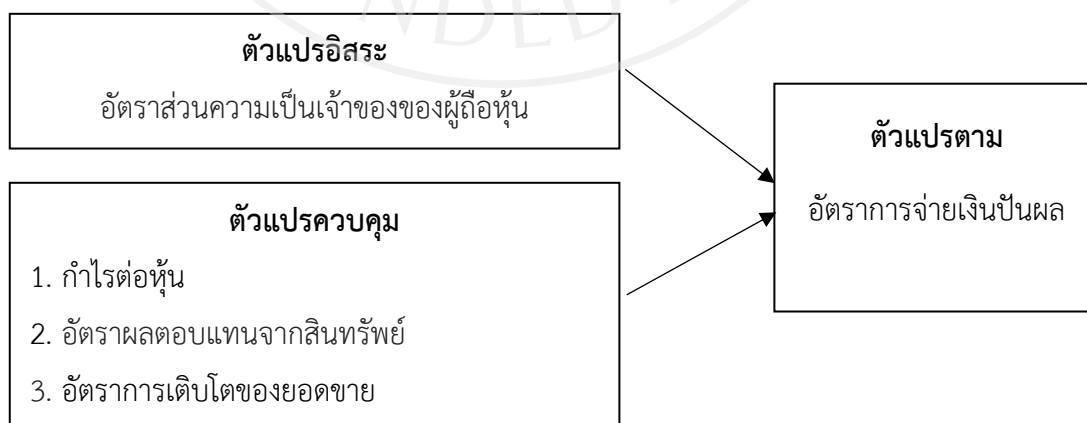 NDED
ตัวแปรอิสระ
อัตราส่วนความเป็นเจ้าของของผู้ถือหุ้น
ตัวแปรตาม
อัตราการจ่ายเงินปันผล
ตัวแปรควบคุม
1. กำไรต่อหุ้น
2. อัตราผลตอบแทนจากสินทรัพย์
3. อัตราการเติบโตของยอดขาย